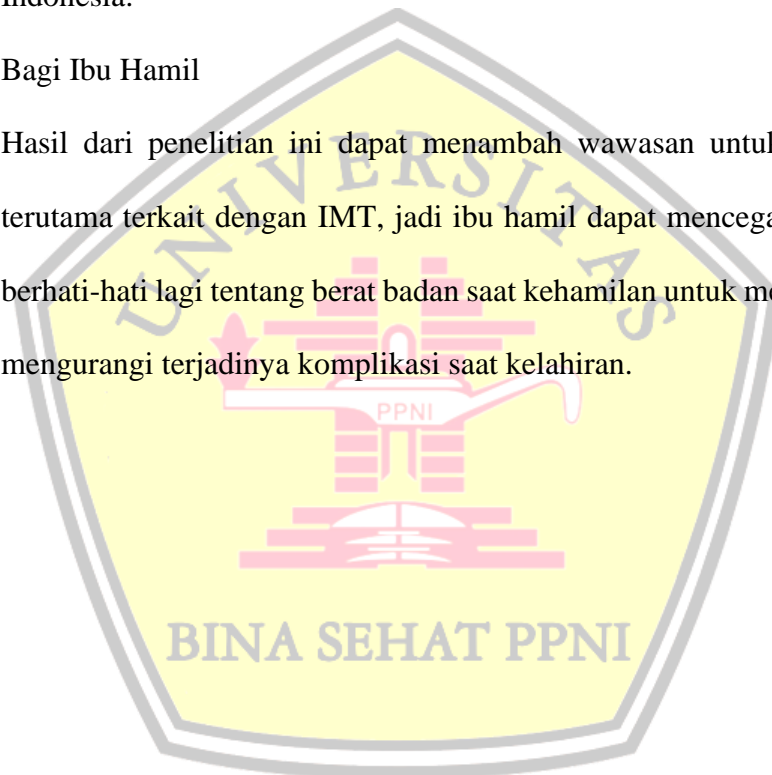 Indonesia.
Bagi Ibu Hamil
Hasil dari penelitian ini dapat menambah wawasan untuk
terutama terkait dengan IMT, jadi ibu hamil dapat
berhati-hati lagi tentang berat badan saat kehamilan untuk
mengurangi terjadinya komplikasi saat kelahiran.
UNIVERSITAS
PPNI
BINA SEHAT PPNI